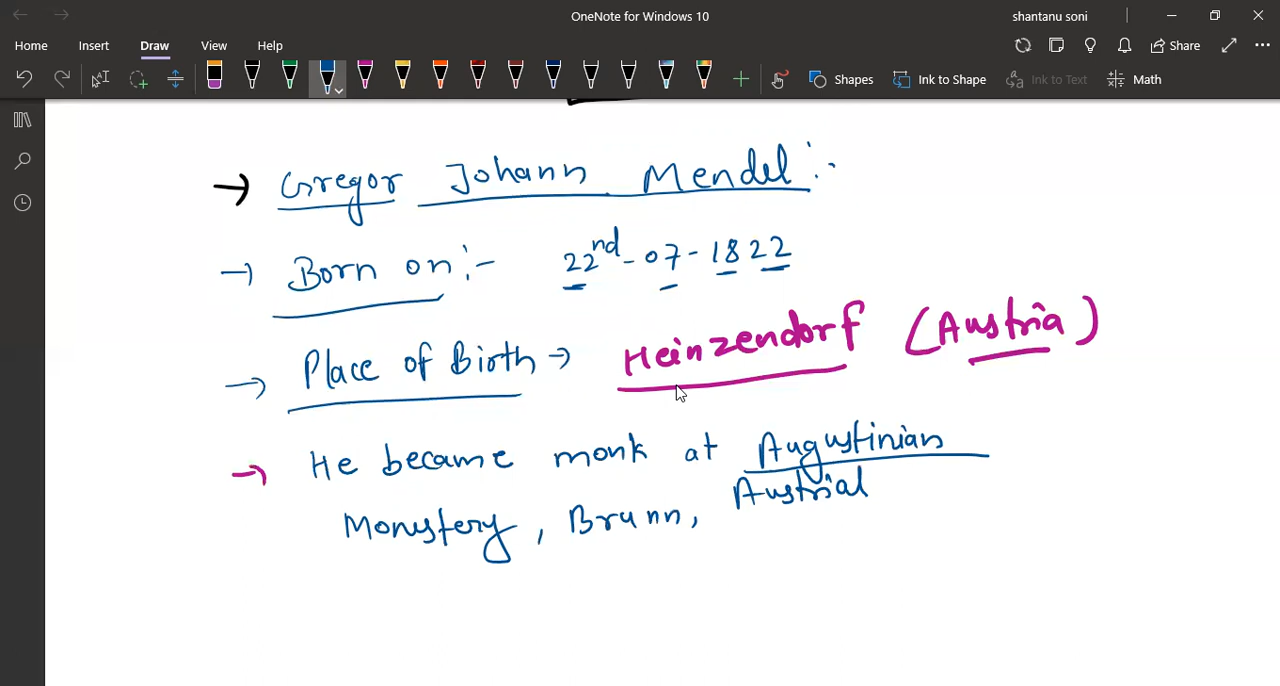 OneNote for Windows 10
shantanu soni
Home Insert Draw View Help
Share
Shapes Ink to Shape Ink to Text Math
→ Gregor Johann Mendel :-
→ Born on :- 22nd - 07 - 1822
→ Place of Birth → Heinzendorf (Austria)
→ He became monk at Augustinian
Monystery, Brunn, Austrial